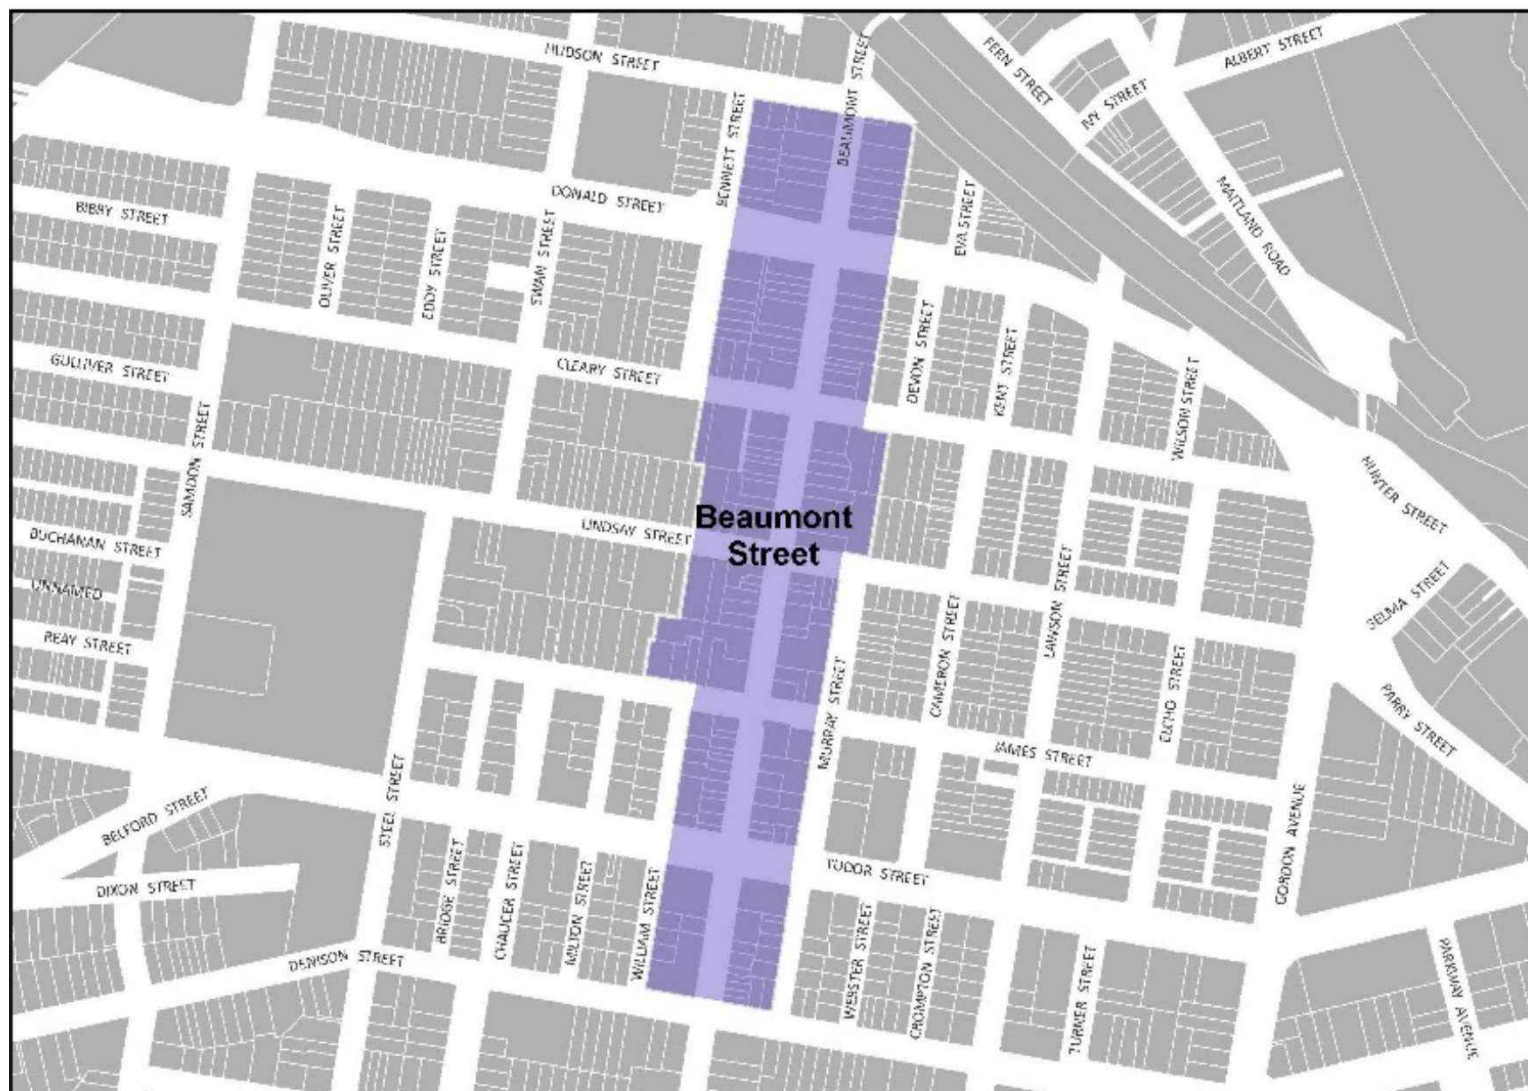 HUDSON STREET
BEAUMONT STREET
FERN STREET
ALBERT STREET
IVY STREET
BENNETT STREET
DONALD STREET
MAITLAND ROAD
BIBBY STREET
OLIVER STREET
EDDY STREET
SWAN STREET
EVA STREET
GULLIVER STREET
CLEARY STREET
DEVON STREET
KENT STREET
WILSON STREET
SAMDON STREET
HUNTER STREET
BUCHANAN STREET
LINDSAY STREET
Beaumont
Street
UNNAMED
REAY STREET
LAWSON STREET
SELMA STREET
CAMERON STREET
ELCHO STREET
MURRAY STREET
JAMES STREET
PARRY STREET
BELFORD STREET
STEEL STREET
GORDON AVENUE
TUDOR STREET
DIXON STREET
BRIDGE STREET
CHAUCER STREET
MILTON STREET
WILLIAM STREET
DENISON STREET
WEBSTER STREET
CROMPTON STREET
TURNER STREET
PARKWAY AVENUE